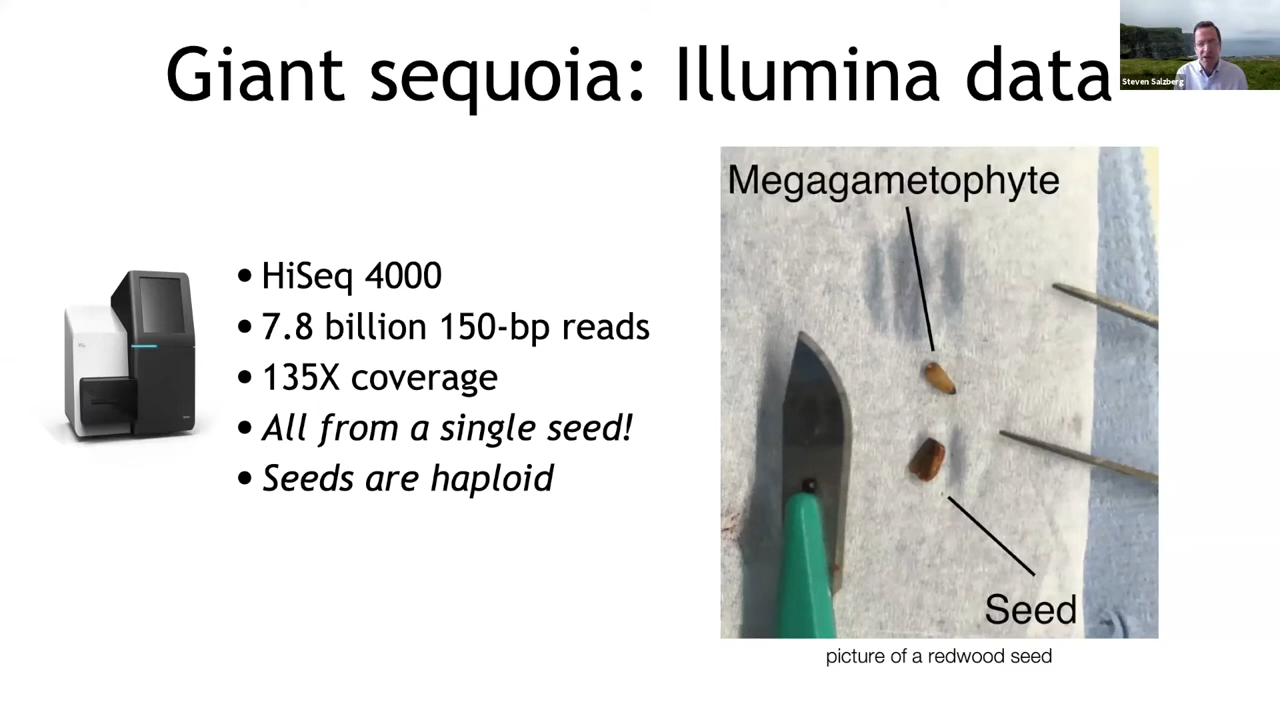 Giant sequoia: Illumina data
Steven Salzberg
• HiSeq 4000
• 7.8 billion 150-bp reads
• 135X coverage
• All from a single seed!
• Seeds are haploid
Megagametophyte
Seed
picture of a redwood seed